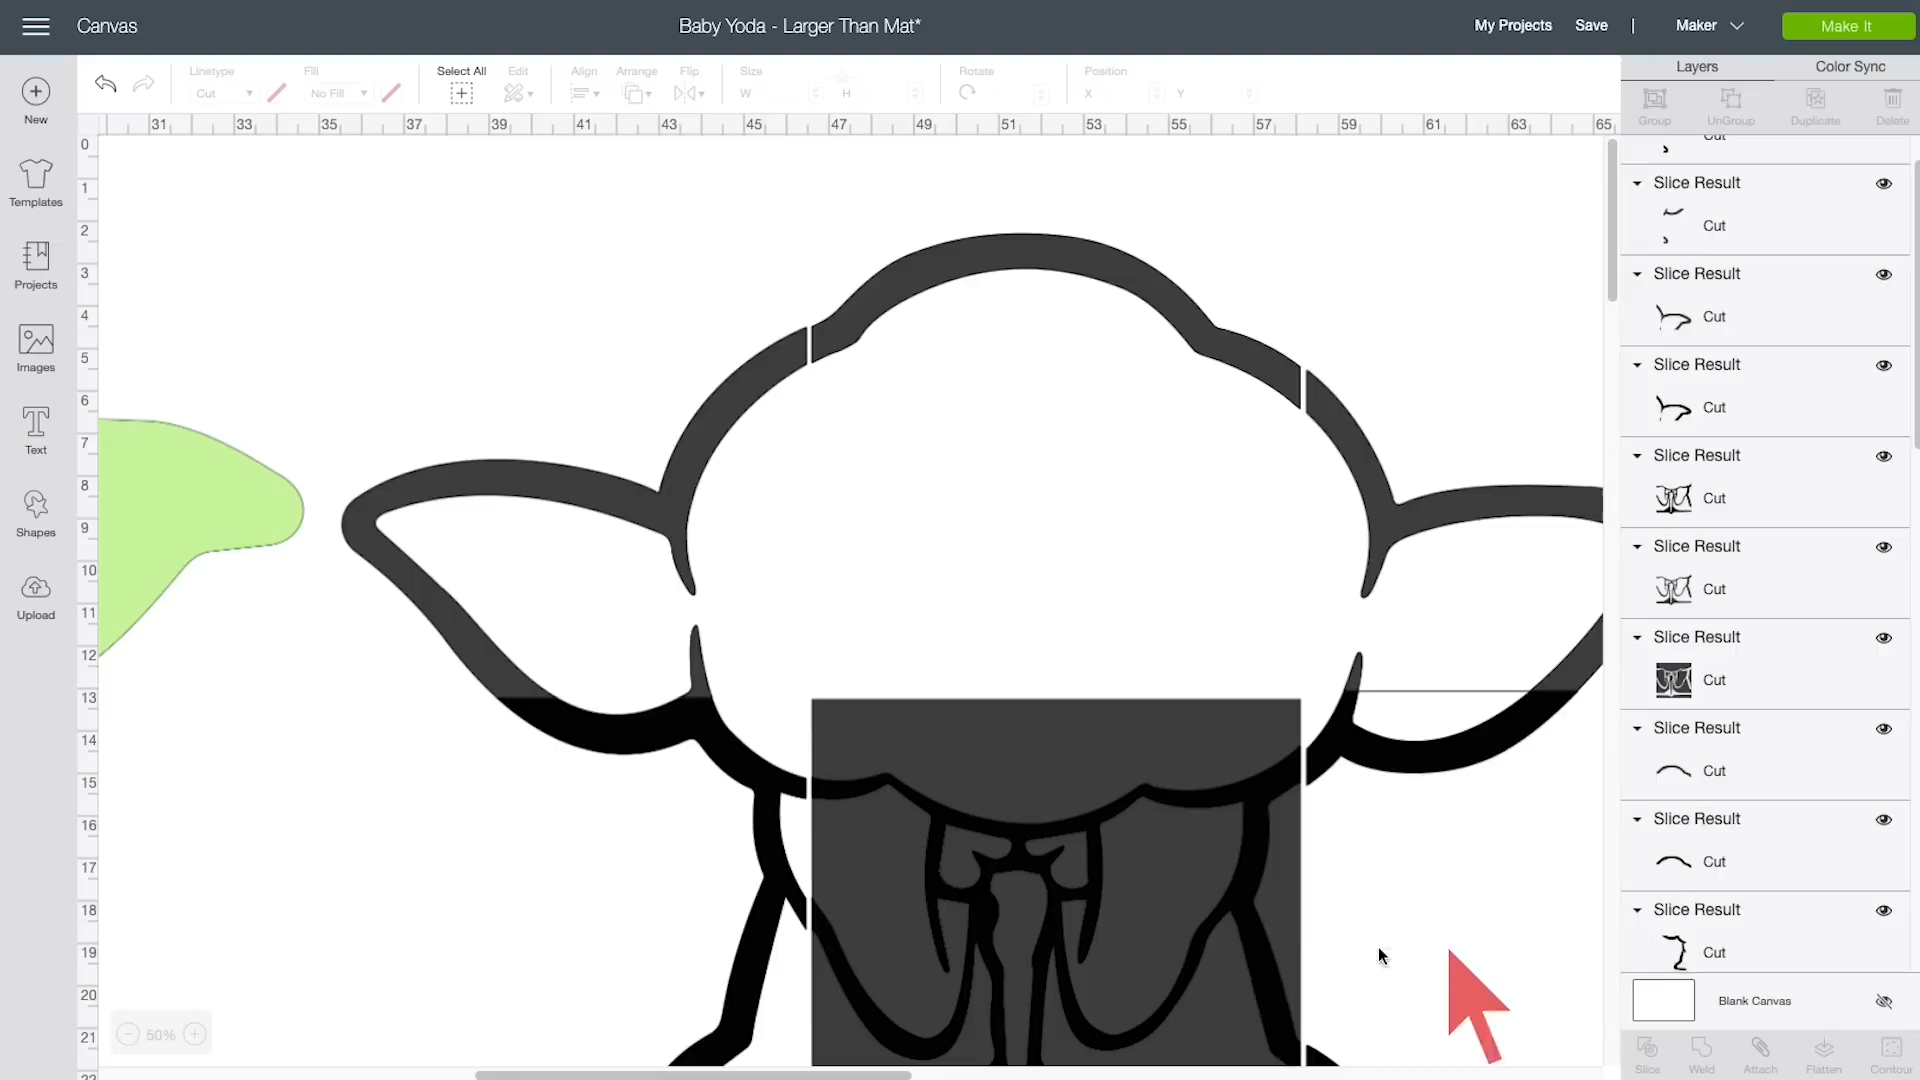 Canvas
Baby Yoda - Larger Than Mat*
My Projects
Save
|
Maker
Make It
New
Templates
Projects
Images
Text
Shapes
Upload
Linetype
Cut
Fill
No Fill
Select All
Edit
Align
Arrange
Flip
Size
W
H
Rotate
Position
X
Y
31 33 35 37 39 41 43 45 47 49 51 53 55 57 59 61 63 65
0
1
2
3
4
5
6
7
8
9
10
11
12
13
14
15
16
17
18
19
20
21
22
50%
Layers
Color Sync
Group
UnGroup
Duplicate
Delete
Cut
Slice Result
Cut
Slice Result
Cut
Slice Result
Cut
Slice Result
Cut
Slice Result
Cut
Slice Result
Cut
Slice Result
Cut
Slice Result
Cut
Slice Result
Cut
Blank Canvas
Slice
Weld
Attach
Flatten
Contour